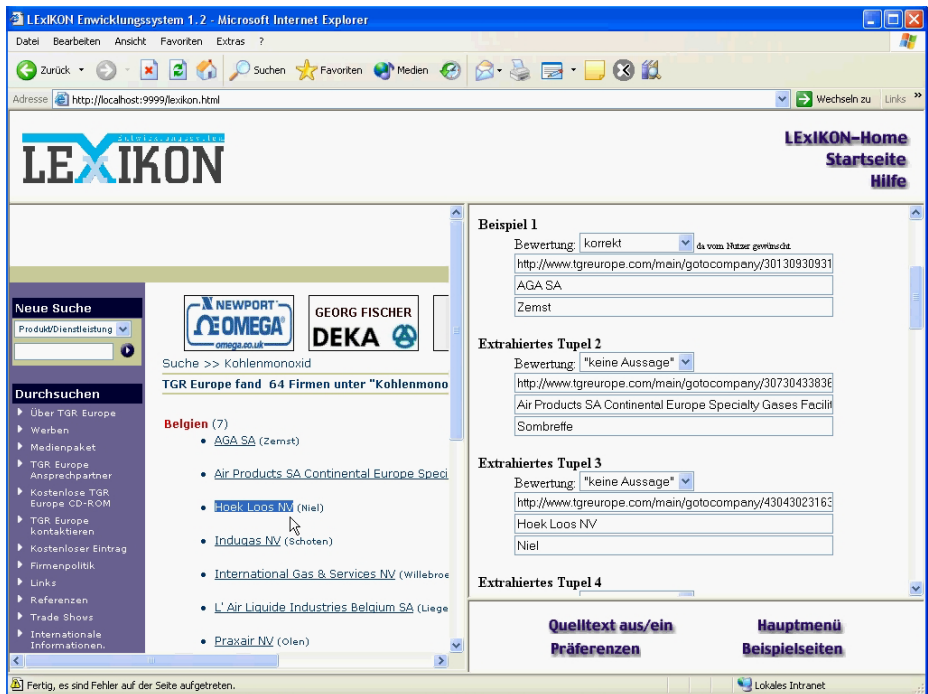 LExIKON Enwicklungssystem 1.2 - Microsoft Internet Explorer
Datei Bearbeiten Ansicht Favoriten Extras ?
Zurück Suchen Favoriten Medien
Adresse http://localhost:9999/lexikon.html Wechseln zu Links »
Entwicklungssystem
LEXIKON
LExIKON-Home
Startseite
Hilfe
Neue Suche
Produkt/Dienstleistung
Durchsuchen
Über TGR Europe
Werben
Medienpaket
TGR Europe
Ansprechpartner
Kostenlose TGR
Europe CD-ROM
TGR Europe
kontaktieren
Kostenloser Eintrag
Firmenpolitik
Links
Referenzen
Trade Shows
Internationale
Informationen.
NEWPORT
OMEGA
omega.co.uk
GEORG FISCHER
DEKA
Suche >> Kohlenmonoxid
TGR Europe fand 64 Firmen unter "Kohlenmono
Belgien (7)
AGA SA (Zemst)
Air Products SA Continental Europe Speci
Hoek Loos NV (Niel)
Indugas NV (Schoten)
International Gas & Services NV (Willebroe
L' Air Liquide Industries Belgium SA (Liege
Praxair NV (Olen)
Beispiel 1
Bewertung: korrekt da vom Nutzer gewünscht.
http://www.tgreurope.com/main/gotocompany/30130930931
AGA SA
Zemst
Extrahiertes Tupel 2
Bewertung: "keine Aussage"
http://www.tgreurope.com/main/gotocompany/30730433836
Air Products SA Continental Europe Specialty Gases Facilit
Sombreffe
Extrahiertes Tupel 3
Bewertung: "keine Aussage"
http://www.tgreurope.com/main/gotocompany/43043023163
Hoek Loos NV
Niel
Extrahiertes Tupel 4
Quelltext aus/ein Hauptmenü
Präferenzen Beispielseiten
Fertig, es sind Fehler auf der Seite aufgetreten. Lokales Intranet